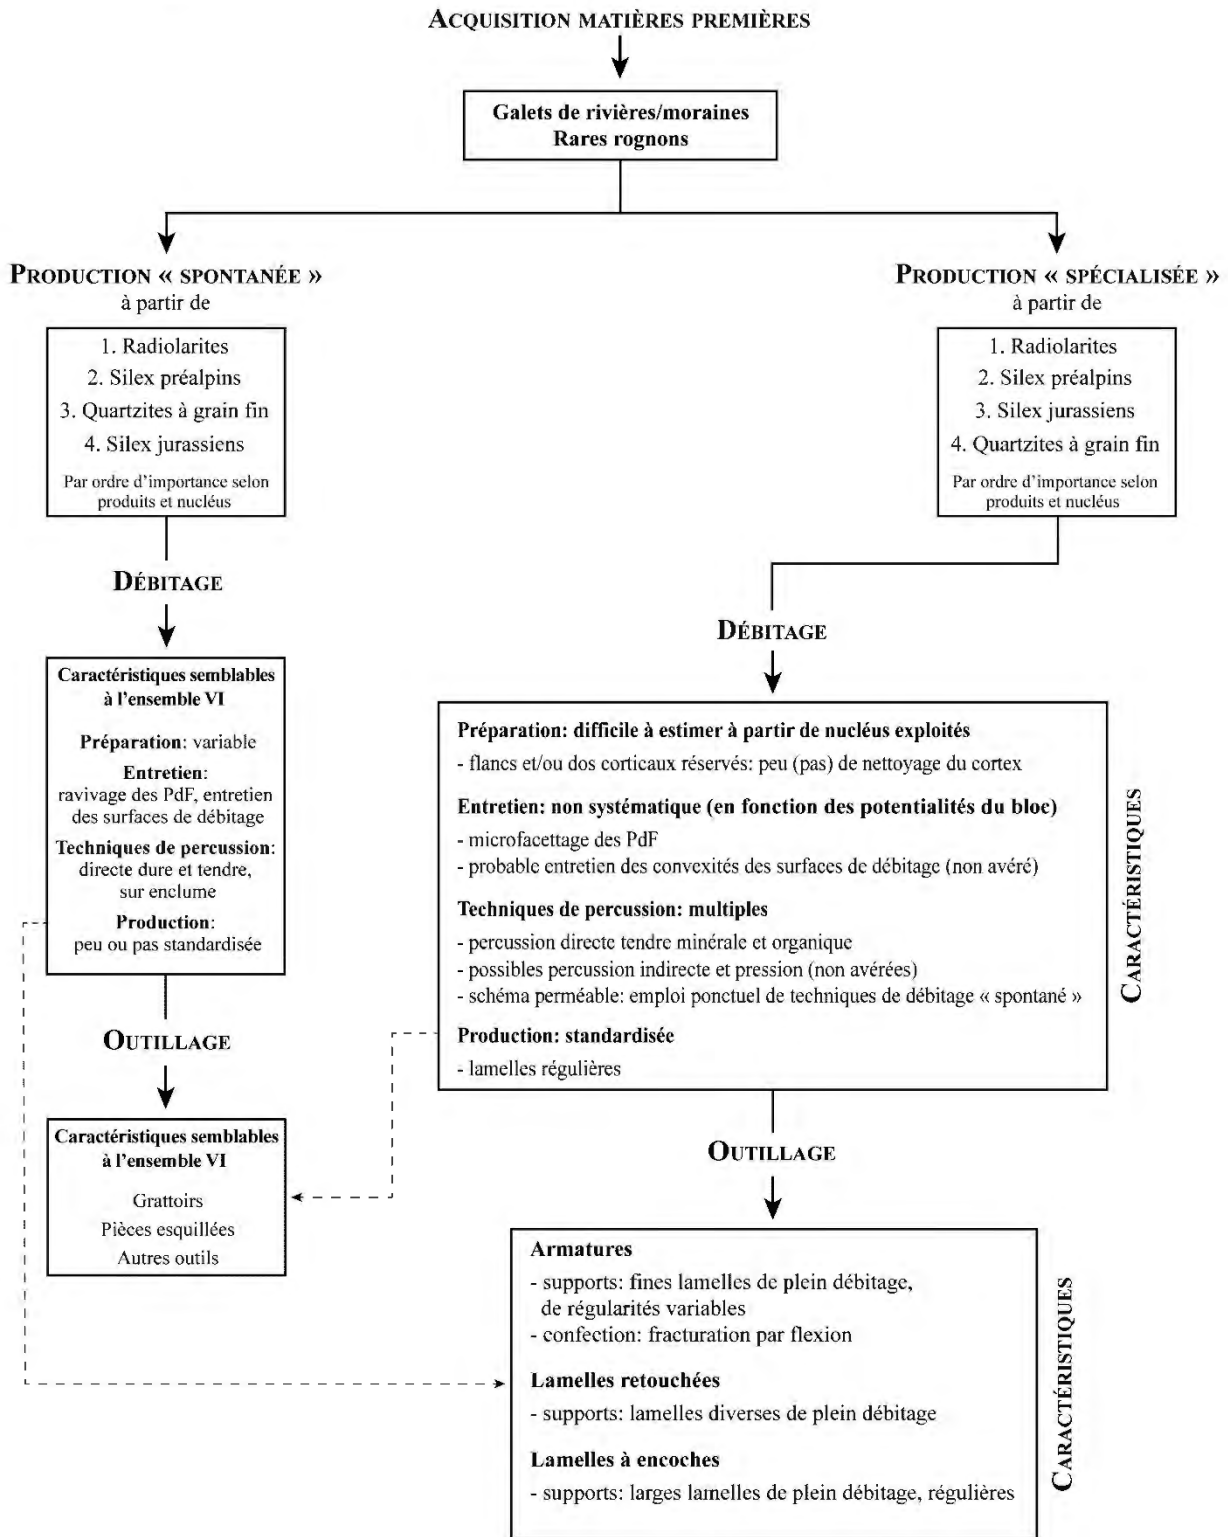 ACQUISITION MATIÈRES PREMIÈRES
Galets de rivières/moraines
Rares rognons
PRODUCTION « SPONTANÉE »
à partir de
1. Radiolarites
2. Silex préalpins
3. Quartzites à grain fin
4. Silex jurassiens
Par ordre d'importance selon
produits et nucléus
DÉBITAGE
Caractéristiques semblables
à l'ensemble VI
Préparation: variable
Entretien:
ravivage des PdF, entretien
des surfaces de débitage
Techniques de percussion:
directe dure et tendre,
sur enclume
Production:
peu ou pas standardisée
OUTILLAGE
Caractéristiques semblables
à l'ensemble VI
Grattoirs
Pièces esquillées
Autres outils
PRODUCTION « SPÉCIALISÉE »
à partir de
1. Radiolarites
2. Silex préalpins
3. Silex jurassiens
4. Quartzites à grain fin
Par ordre d'importance selon
produits et nucléus
DÉBITAGE
Préparation: difficile à estimer à partir de nucléus exploités
- flancs et/ou dos corticaux réservés: peu (pas) de nettoyage du cortex
Entretien: non systématique (en fonction des potentialités du bloc)
- microfacettage des PdF
- probable entretien des convexités des surfaces de débitage (non avéré)
Techniques de percussion: multiples
- percussion directe tendre minérale et organique
- possibles percussion indirecte et pression (non avérées)
- schéma perméable: emploi ponctuel de techniques de débitage « spontané »
Production: standardisée
- lamelles régulières
CARACTÉRISTIQUES
OUTILLAGE
Armatures
- supports: fines lamelles de plein débitage,
de régularités variables
- confection: fracturation par flexion
Lamelles retouchées
- supports: lamelles diverses de plein débitage
Lamelles à encoches
- supports: larges lamelles de plein débitage, régulières
CARACTÉRISTIQUES